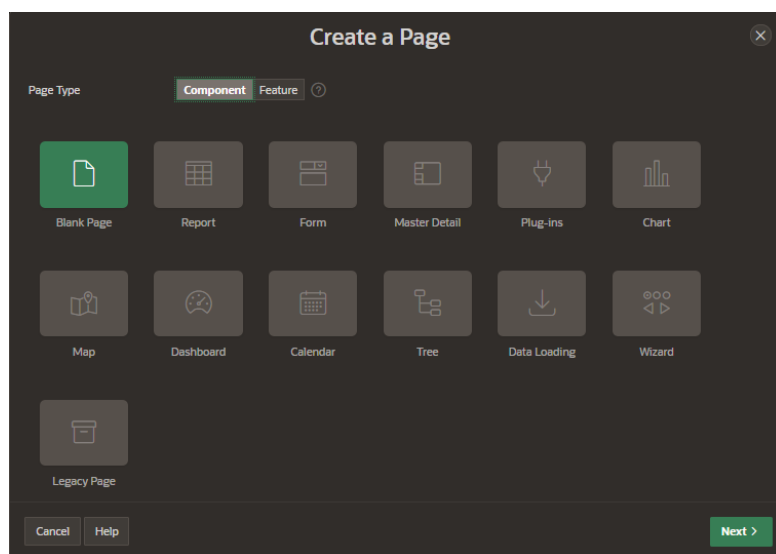 Create a Page
Page Type Component Feature ?
Blank Page Report Form Master Detail Plug-ins Chart
Map Dashboard Calendar Tree Data Loading Wizard
Legacy Page
Cancel Help Next >